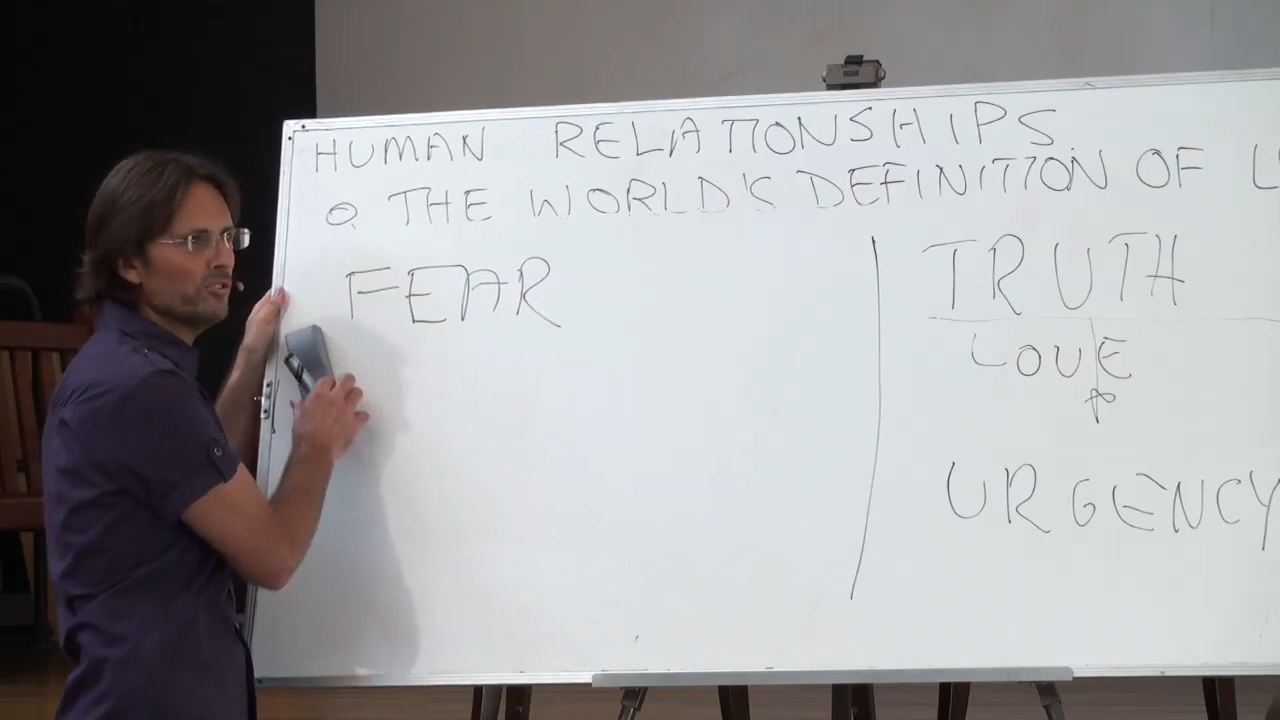 HUMAN RELATIONSHIPS
THE WORLD'S DEFINITION OF
FEAR
TRUTH
LOVE
URGENCY